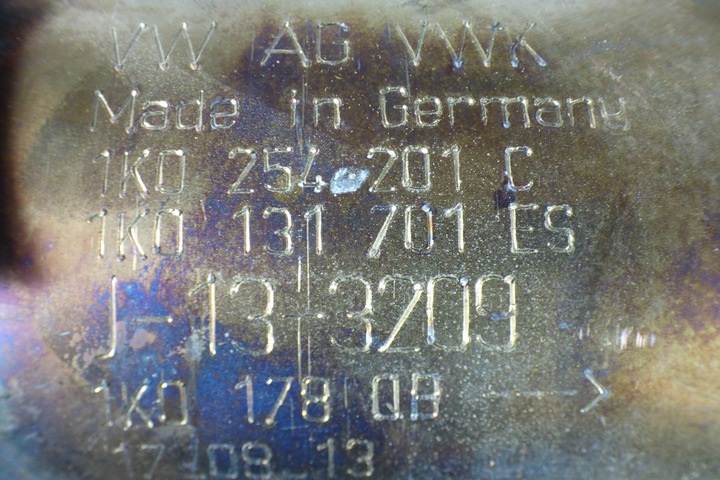 VW AG VWK
Made in Germany
1K0 254 201 C
1K0 131 701 ES
J-13-3209
1K0 178 QB →
17 08 13